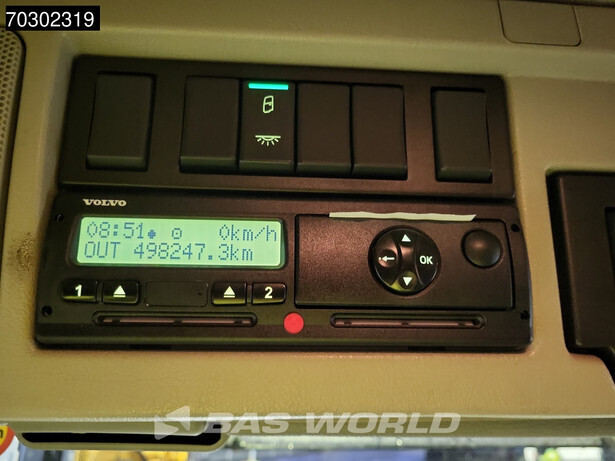 70302319
VOLVO
08:51 0km/h
OUT 498247.3km
1 2 OK
BAS WORLD